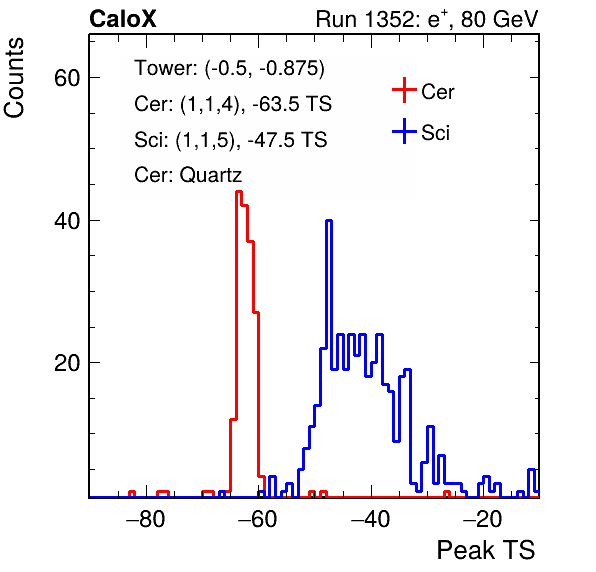 CaloX Run 1352: e⁺, 80 GeV
Counts
Tower: (-0.5, -0.875)
Cer: (1,1,4), -63.5 TS
Sci: (1,1,5), -47.5 TS
Cer: Quartz
Cer
Sci
60
40
20
−80 −60 −40 −20
Peak TS